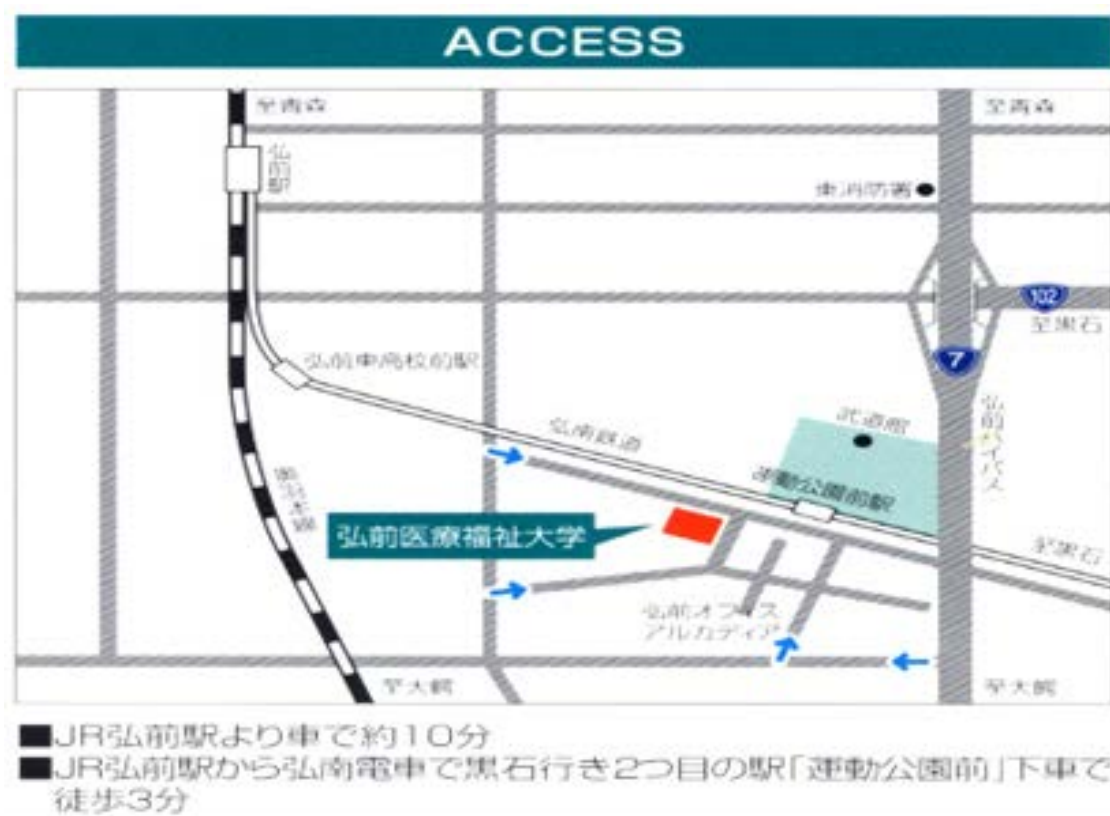 ACCESS
至青森
至青森
弘前駅
東消防署
102
至黒石
7
弘前東高校前駅
弘前バイパス
武道館
弘南鉄道
運動公園前駅
奥羽本線
弘前医療福祉大学
至黒石
弘前オフィス
アルカディア
至大鰐
至大鰐
■JR弘前駅より車で約10分
■JR弘前駅から弘南電車で黒石行き2つ目の駅「運動公園前」下車で
徒歩3分